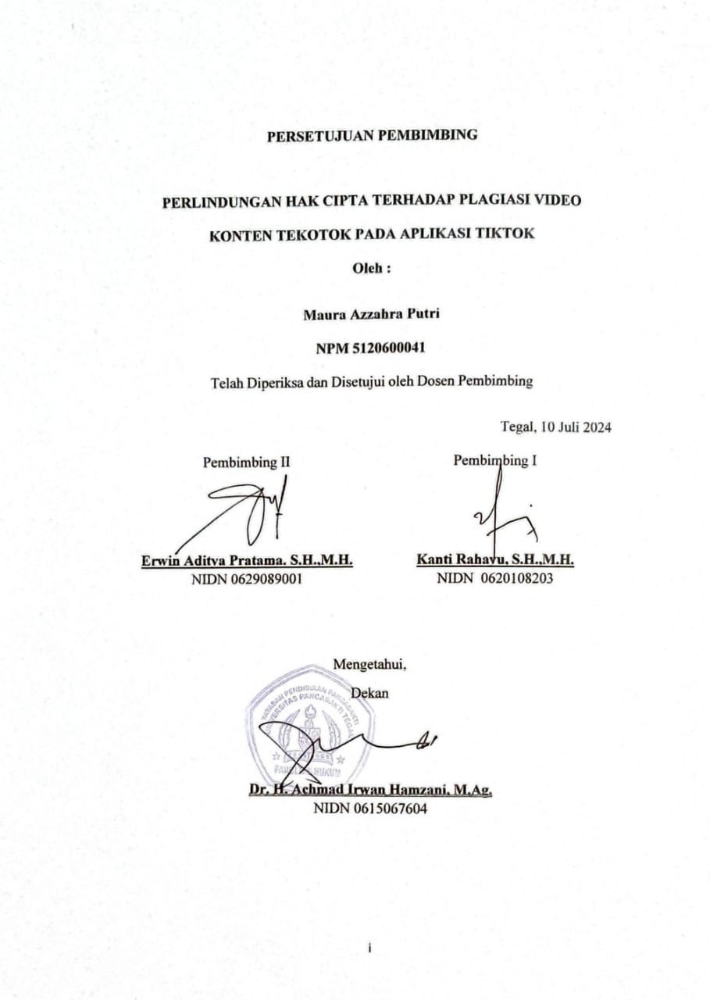 PERSETUJUAN PEMBIMBING
PERLINDUNGAN HAK CIPTA TERHADAP PLAGIASI VIDEO
KONTEN TEKOTOK PADA APLIKASI TIKTOK
Oleh :
Maura Azzahra Putri
NPM 5120600041
Telah Diperiksa dan Disetujui oleh Dosen Pembimbing
Tegal, 10 Juli 2024
Pembimbing II
Pembimbing I
Erwin Aditya Pratama, S.H.,M.H.
Kanti Rahayu, S.H.,M.H.
NIDN 0629089001
NIDN 0620108203
Mengetahui,
Dekan
YAYASAN PENDIDIKAN PANCASAKTI
UNIVERSITAS PANCASAKTI TEGAL
FAKULTAS HUKUM
Dr. H. Achmad Irwan Hamzani, M.Ag.
NIDN 0615067604
i